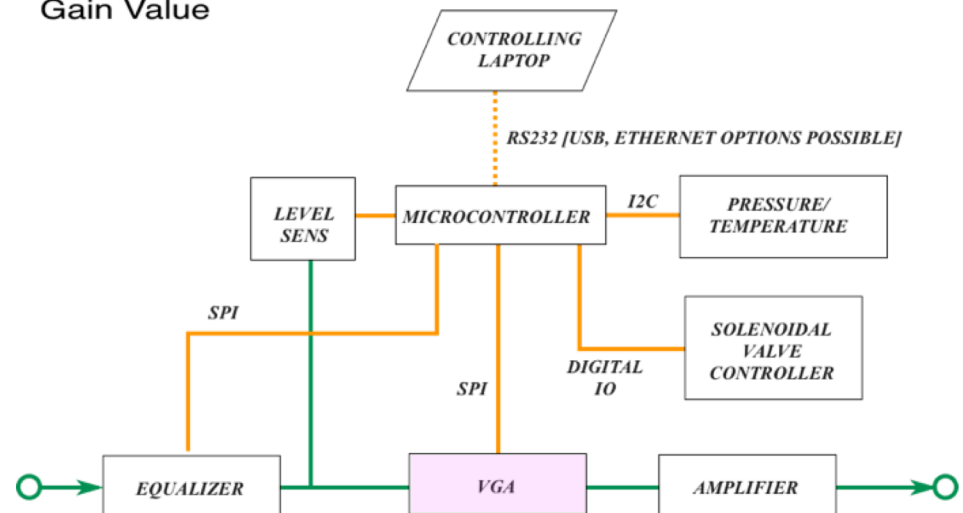 Gain Value
CONTROLLING
LAPTOP
RS232 [USB, ETHERNET OPTIONS POSSIBLE]
LEVEL
SENS
MICROCONTROLLER
I2C
PRESSURE/
TEMPERATURE
SPI
SOLENOIDAL
VALVE
CONTROLLER
DIGITAL
IO
SPI
EQUALIZER
VGA
AMPLIFIER